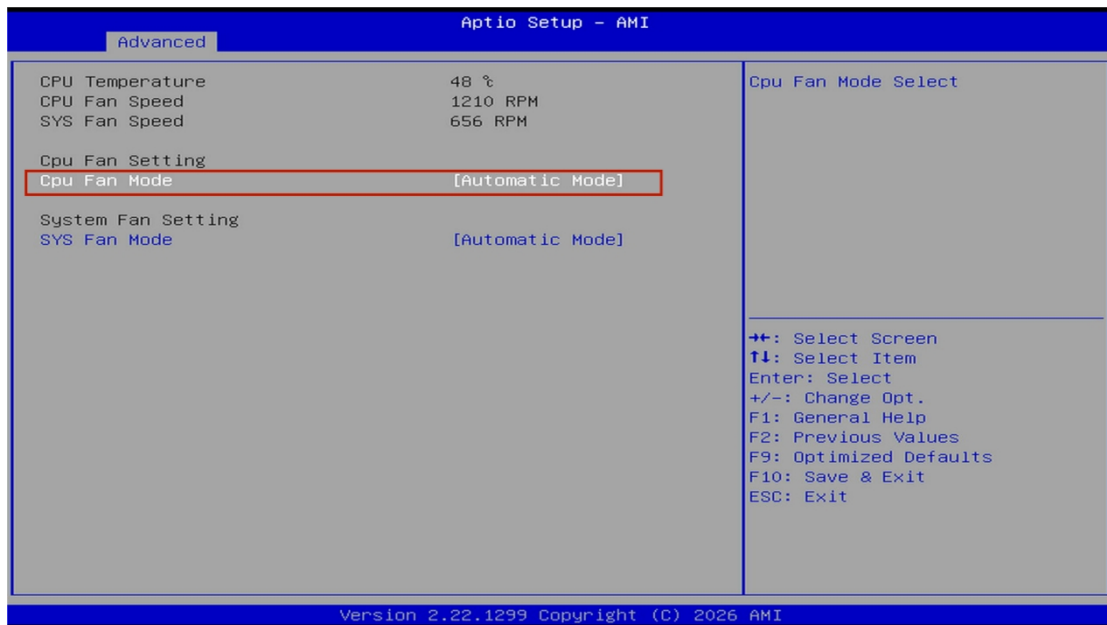 Aptio Setup – AMI
Advanced
CPU Temperature 48 ℃
CPU Fan Speed 1210 RPM
SYS Fan Speed 656 RPM
Cpu Fan Setting
Cpu Fan Mode [Automatic Mode]
System Fan Setting
SYS Fan Mode [Automatic Mode]
Cpu Fan Mode Select
→←: Select Screen
↑↓: Select Item
Enter: Select
+/-: Change Opt.
F1: General Help
F2: Previous Values
F9: Optimized Defaults
F10: Save & Exit
ESC: Exit
Version 2.22.1299 Copyright (C) 2026 AMI